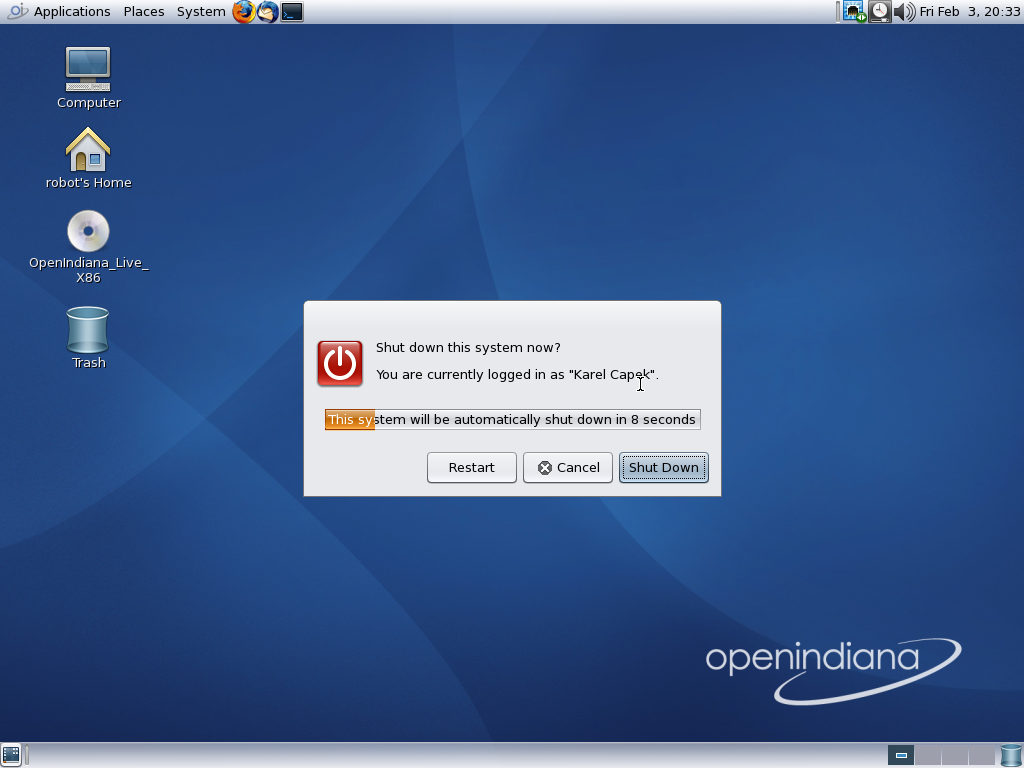 Applications Places System
Fri Feb 3, 20:33
Computer
robot's Home
OpenIndiana_Live_
X86
Trash
Shut down this system now?
You are currently logged in as "Karel Capek".
This system will be automatically shut down in 8 seconds
Restart
Cancel
Shut Down
openindiana